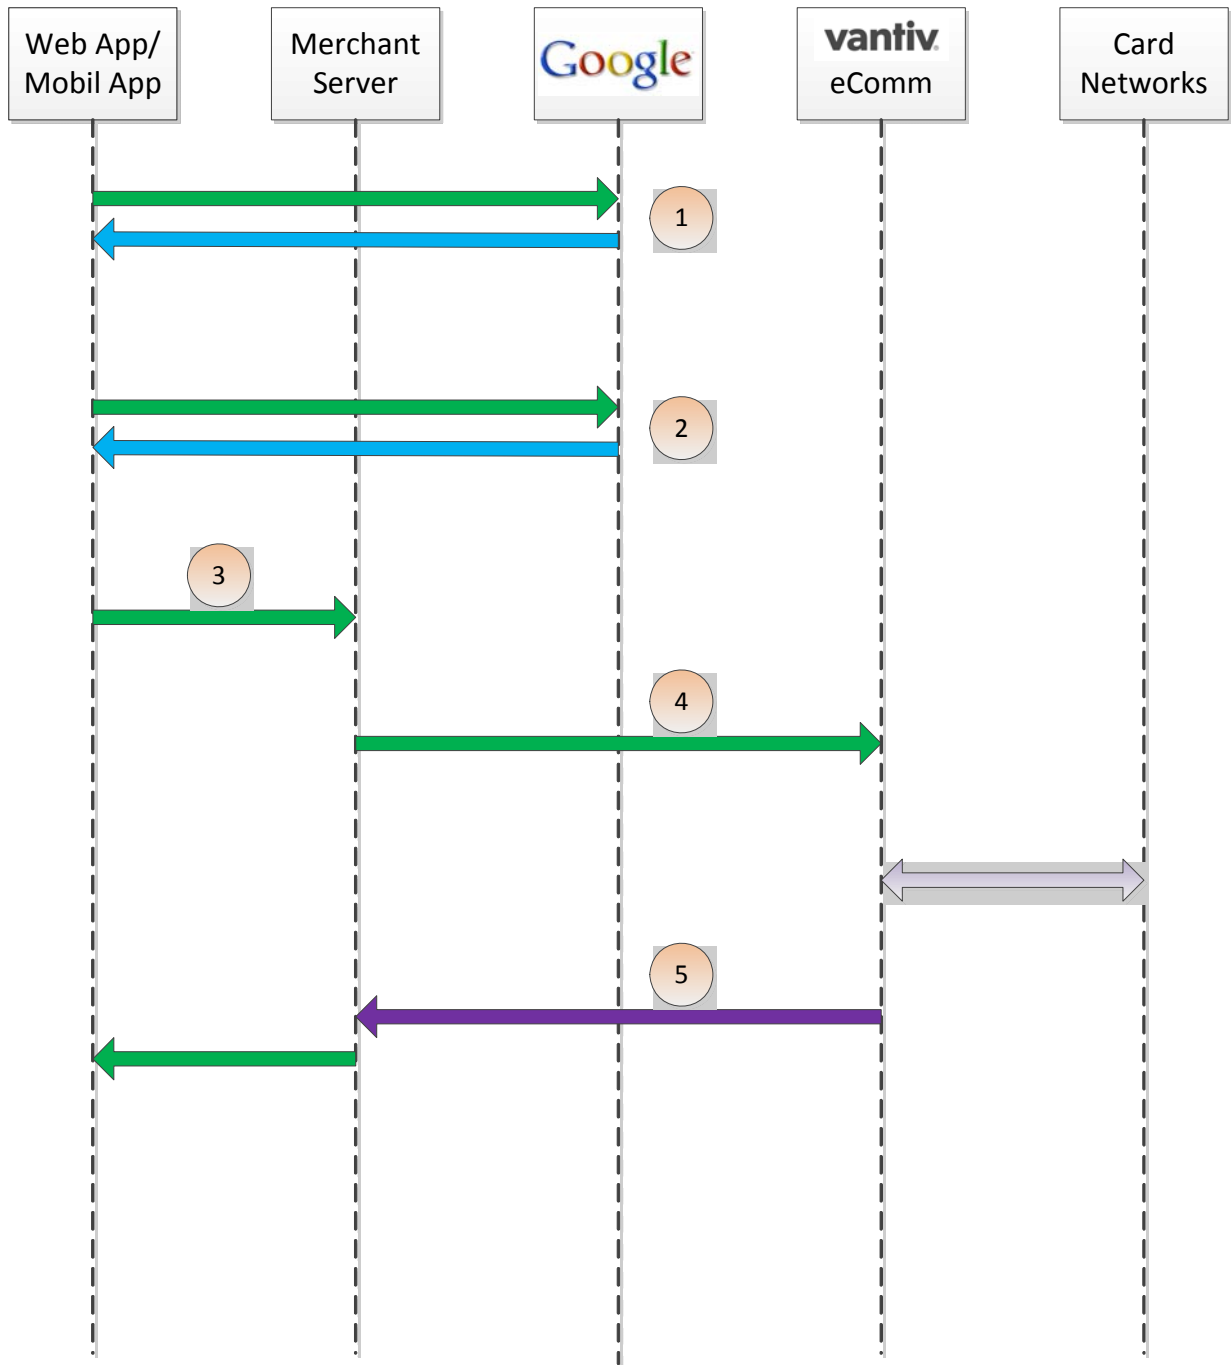 Web App/
Mobil App
Merchant
Server
Google
vantiv.
eComm
Card
Networks
1
2
3
4
5